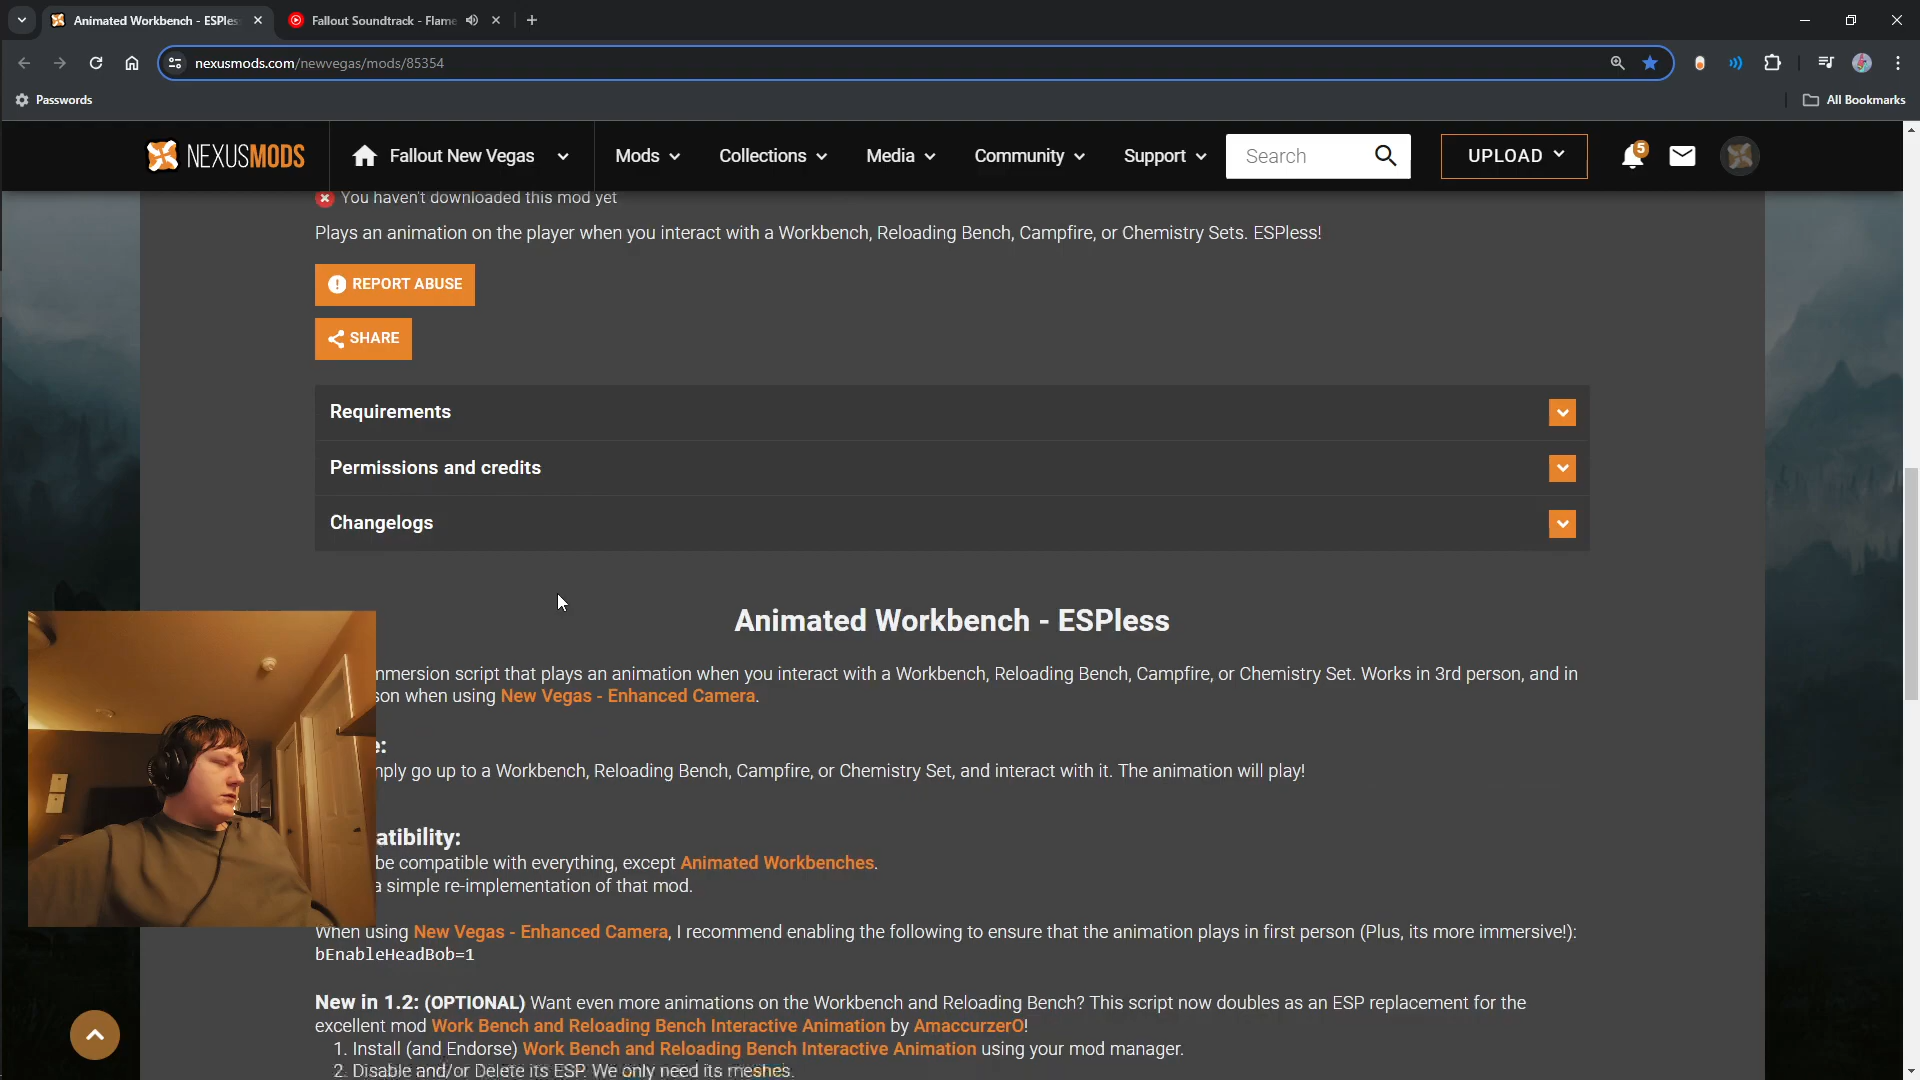 Animated Workbench - ESPles
Fallout Soundtrack - Flame
nexusmods.com/newvegas/mods/85354
Passwords
All Bookmarks
NEXUSMODS
Fallout New Vegas
Mods
Collections
Media
Community
Support
Search
UPLOAD
5
You haven't downloaded this mod yet
Plays an animation on the player when you interact with a Workbench, Reloading Bench, Campfire, or Chemistry Sets. ESPless!
REPORT ABUSE
SHARE
Requirements
Permissions and credits
Changelogs
Animated Workbench - ESPless
mmersion script that plays an animation when you interact with a Workbench, Reloading Bench, Campfire, or Chemistry Set. Works in 3rd person, and in
son when using New Vegas - Enhanced Camera.
e:
nply go up to a Workbench, Reloading Bench, Campfire, or Chemistry Set, and interact with it. The animation will play!
atibility:
be compatible with everything, except Animated Workbenches.
a simple re-implementation of that mod.
When using New Vegas - Enhanced Camera, I recommend enabling the following to ensure that the animation plays in first person (Plus, its more immersive!):
bEnableHeadBob=1
New in 1.2: (OPTIONAL) Want even more animations on the Workbench and Reloading Bench? This script now doubles as an ESP replacement for the
excellent mod Work Bench and Reloading Bench Interactive Animation by AmaccurzerO!
1. Install (and Endorse) Work Bench and Reloading Bench Interactive Animation using your mod manager.
2. Disable and/or Delete its ESP. We only need its meshes.